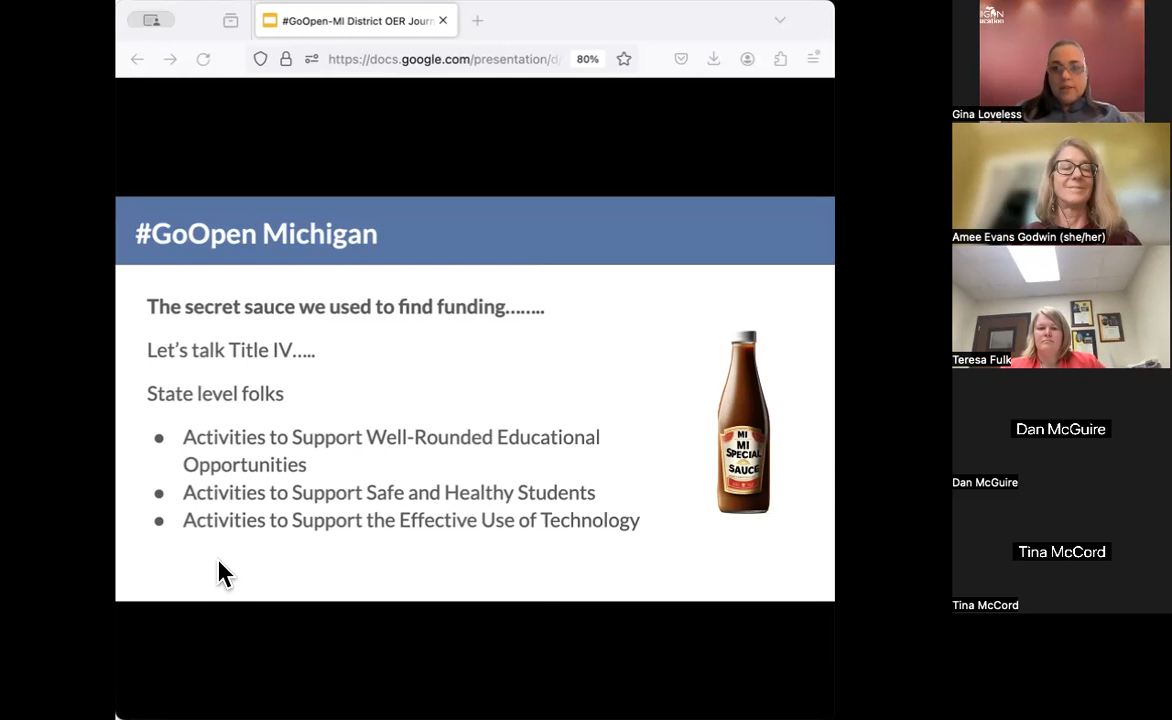 #GoOpen-MI District OER Jour
https://docs.google.com/presentation/d/
80%
#GoOpen Michigan
The secret sauce we used to find funding........
Let's talk Title IV.....
State level folks
● Activities to Support Well-Rounded Educational
Opportunities
● Activities to Support Safe and Healthy Students
● Activities to Support the Effective Use of Technology
MI
MI
SPECIAL
SAUCE
Gina Loveless
Amee Evans Godwin (she/her)
Teresa Fulk
Dan McGuire
Dan McGuire
Tina McCord
Tina McCord